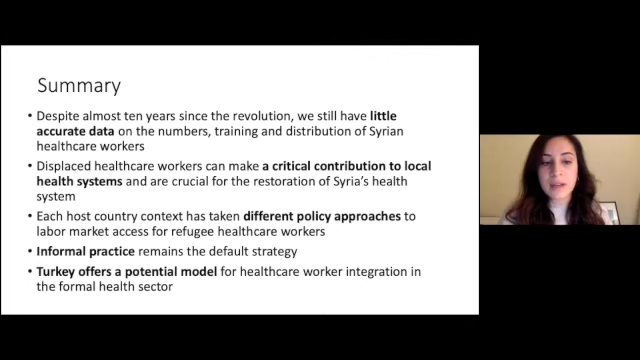 Summary
• Despite almost ten years since the revolution, we still have little
accurate data on the numbers, training and distribution of Syrian
healthcare workers
• Displaced healthcare workers can make a critical contribution to local
health systems and are crucial for the restoration of Syria's health
system
• Each host country context has taken different policy approaches to
labor market access for refugee healthcare workers
• Informal practice remains the default strategy
• Turkey offers a potential model for healthcare worker integration in
the formal health sector